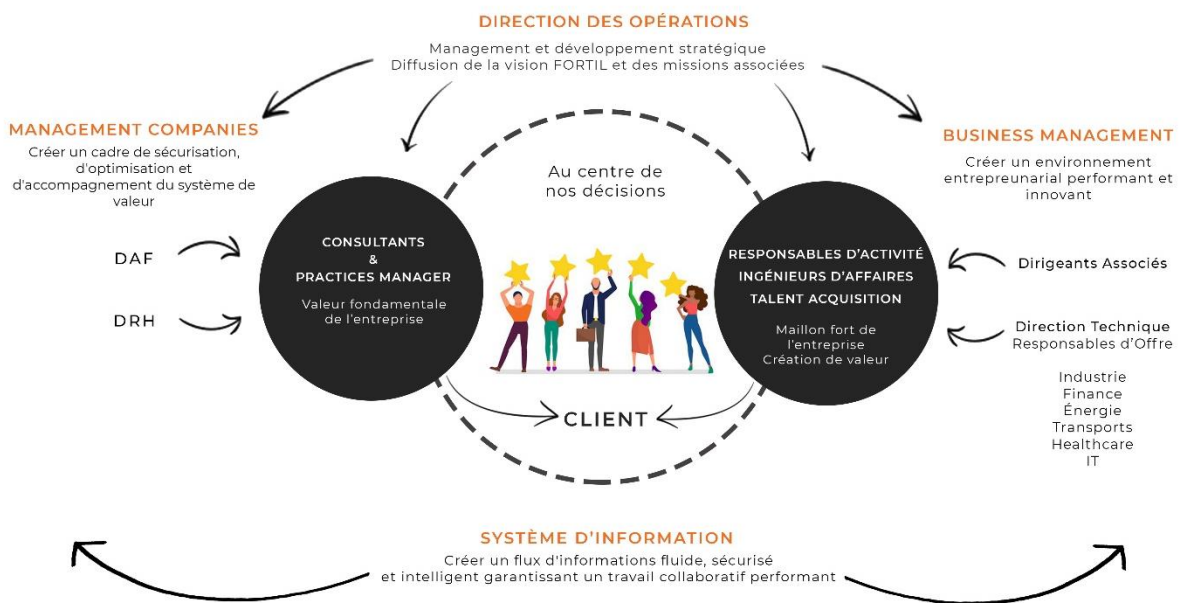 DIRECTION DES OPÉRATIONS
Management et développement stratégique
Diffusion de la vision FORTIL et des missions associées
MANAGEMENT COMPANIES
Créer un cadre de sécurisation,
d'optimisation et
d'accompagnement du système de
valeur
DAF
DRH
CONSULTANTS
&
PRACTICES MANAGER
Valeur fondamentale
de l'entreprise
Au centre de
nos décisions
CLIENT
RESPONSABLES D'ACTIVITÉ
INGÉNIEURS D'AFFAIRES
TALENT ACQUISITION
Maillon fort de
l'entreprise
Création de valeur
BUSINESS MANAGEMENT
Créer un environnement
entrepreunarial performant et
innovant
Dirigeants Associés
Direction Technique
Responsables d'Offre
Industrie
Finance
Énergie
Transports
Healthcare
IT
SYSTÈME D'INFORMATION
Créer un flux d'informations fluide, sécurisé
et intelligent garantissant un travail collaboratif performant